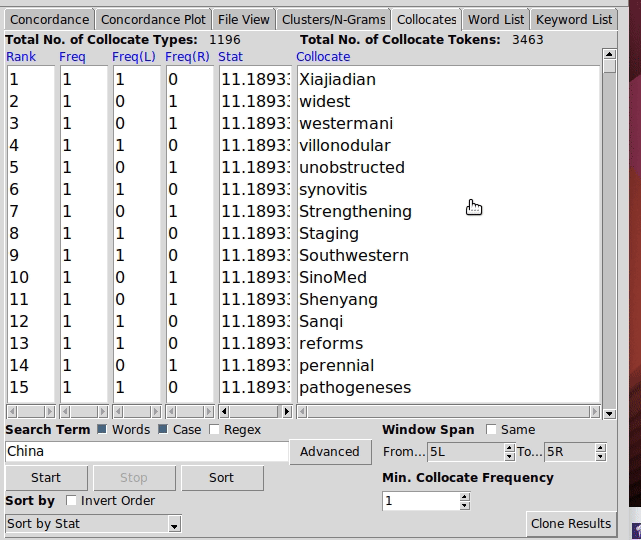 Concordance Concordance Plot File View Clusters/N-Grams Collocates Word List Keyword List
Total No. of Collocate Types: 1196 Total No. of Collocate Tokens: 3463
Rank Freq Freq(L) Freq(R) Stat Collocate
1 1 1 0 11.18933 Xiajiadian
2 1 0 1 11.18933 widest
3 1 0 1 11.18933 westermani
4 1 1 0 11.18933 villonodular
5 1 0 1 11.18933 unobstructed
6 1 1 0 11.18933 synovitis
7 1 0 1 11.18933 Strengthening
8 1 1 0 11.18933 Staging
9 1 1 0 11.18933 Southwestern
10 1 0 1 11.18933 SinoMed
11 1 0 1 11.18933 Shenyang
12 1 1 0 11.18933 Sanqi
13 1 1 0 11.18933 reforms
14 1 0 1 11.18933 perennial
15 1 1 0 11.18933 pathogeneses
Search Term Words Case Regex Window Span Same
China Advanced From... 5L To... 5R
Start Stop Sort Min. Collocate Frequency
Sort by Invert Order 1
Sort by Stat Clone Results